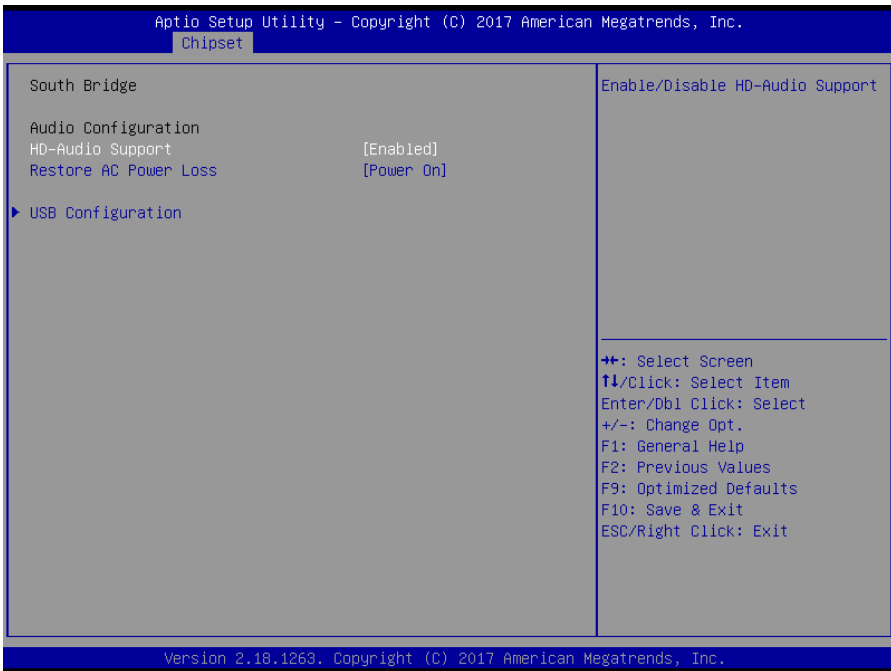 Aptio Setup Utility – Copyright (C) 2017 American Megatrends, Inc.
Chipset
South Bridge
Audio Configuration
HD-Audio Support [Enabled]
Restore AC Power Loss [Power On]
▶ USB Configuration
Enable/Disable HD-Audio Support
→←: Select Screen
↑↓/Click: Select Item
Enter/Dbl Click: Select
+/-: Change Opt.
F1: General Help
F2: Previous Values
F9: Optimized Defaults
F10: Save & Exit
ESC/Right Click: Exit
Version 2.18.1263. Copyright (C) 2017 American Megatrends, Inc.